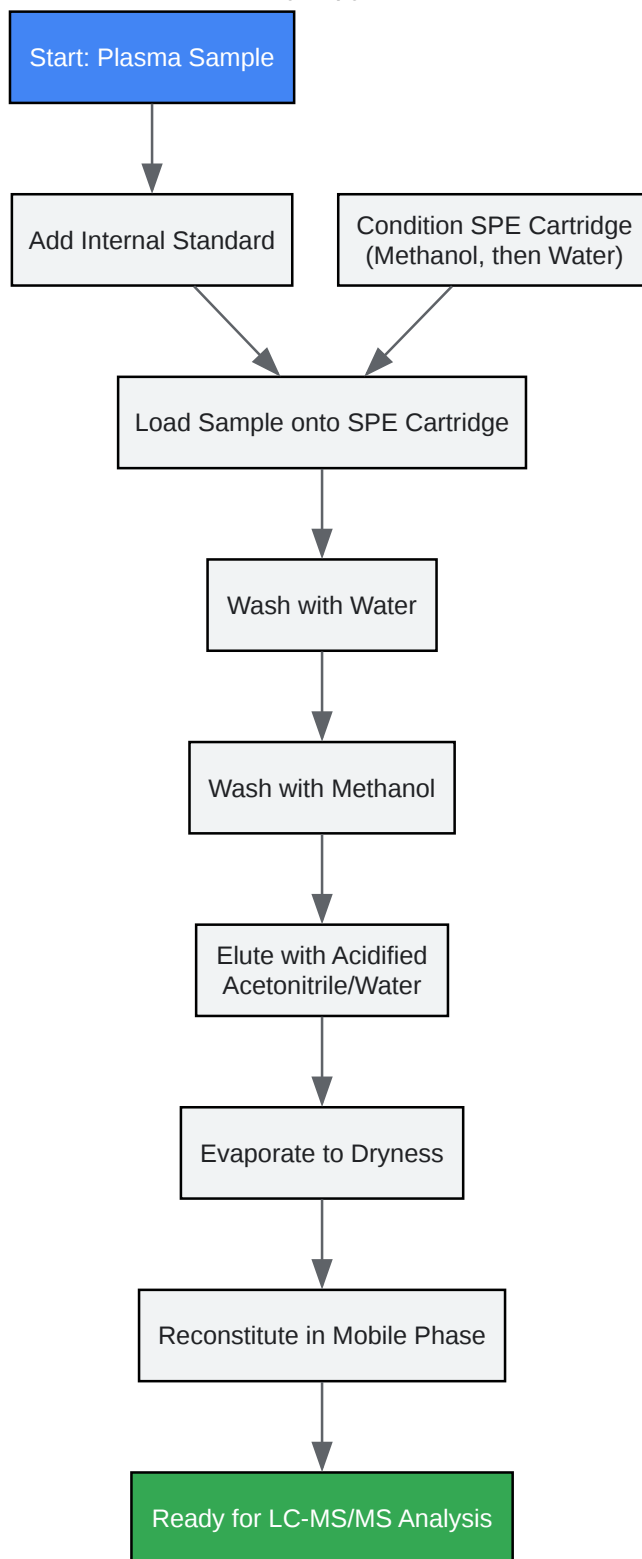 Start: Plasma Sample
Add Internal Standard
Condition SPE Cartridge
(Methanol, then Water)
Load Sample onto SPE Cartridge
Wash with Water
Wash with Methanol
Elute with Acidified
Acetonitrile/Water
Evaporate to Dryness
Reconstitute in Mobile Phase
Ready for LC-MS/MS Analysis